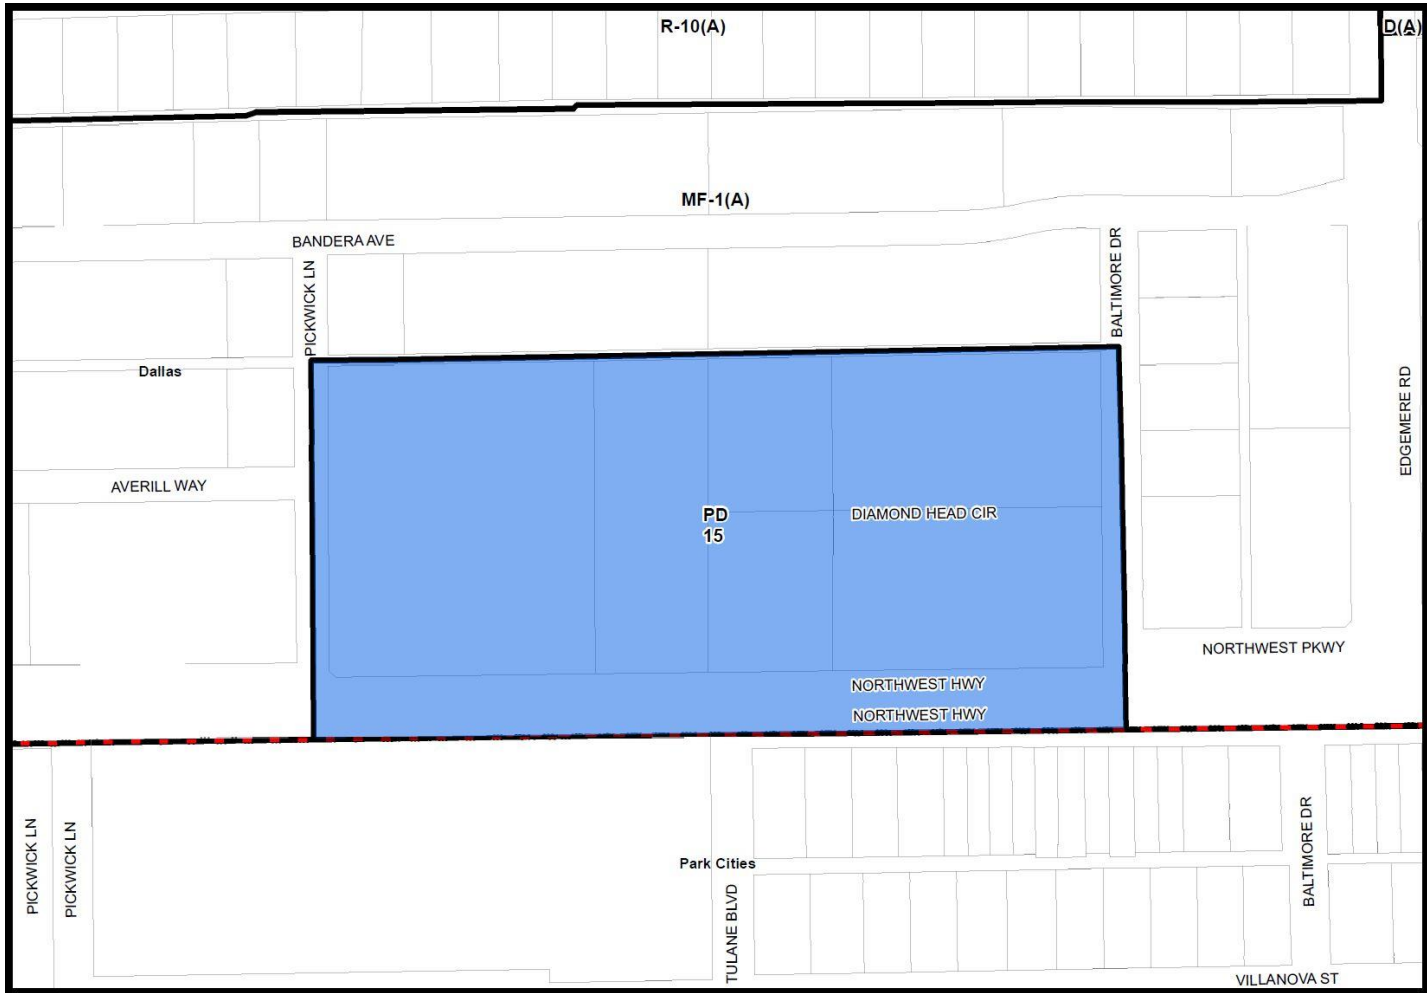 R-10(A)
D(A)
MF-1(A)
BANDERA AVE
PICKWICK LN
BALTIMORE DR
Dallas
EDGEMERE RD
AVERILL WAY
PD
15
DIAMOND HEAD CIR
NORTHWEST PKWY
NORTHWEST HWY
NORTHWEST HWY
PICKWICK LN
PICKWICK LN
Park Cities
BALTIMORE DR
TULANE BLVD
VILLANOVA ST